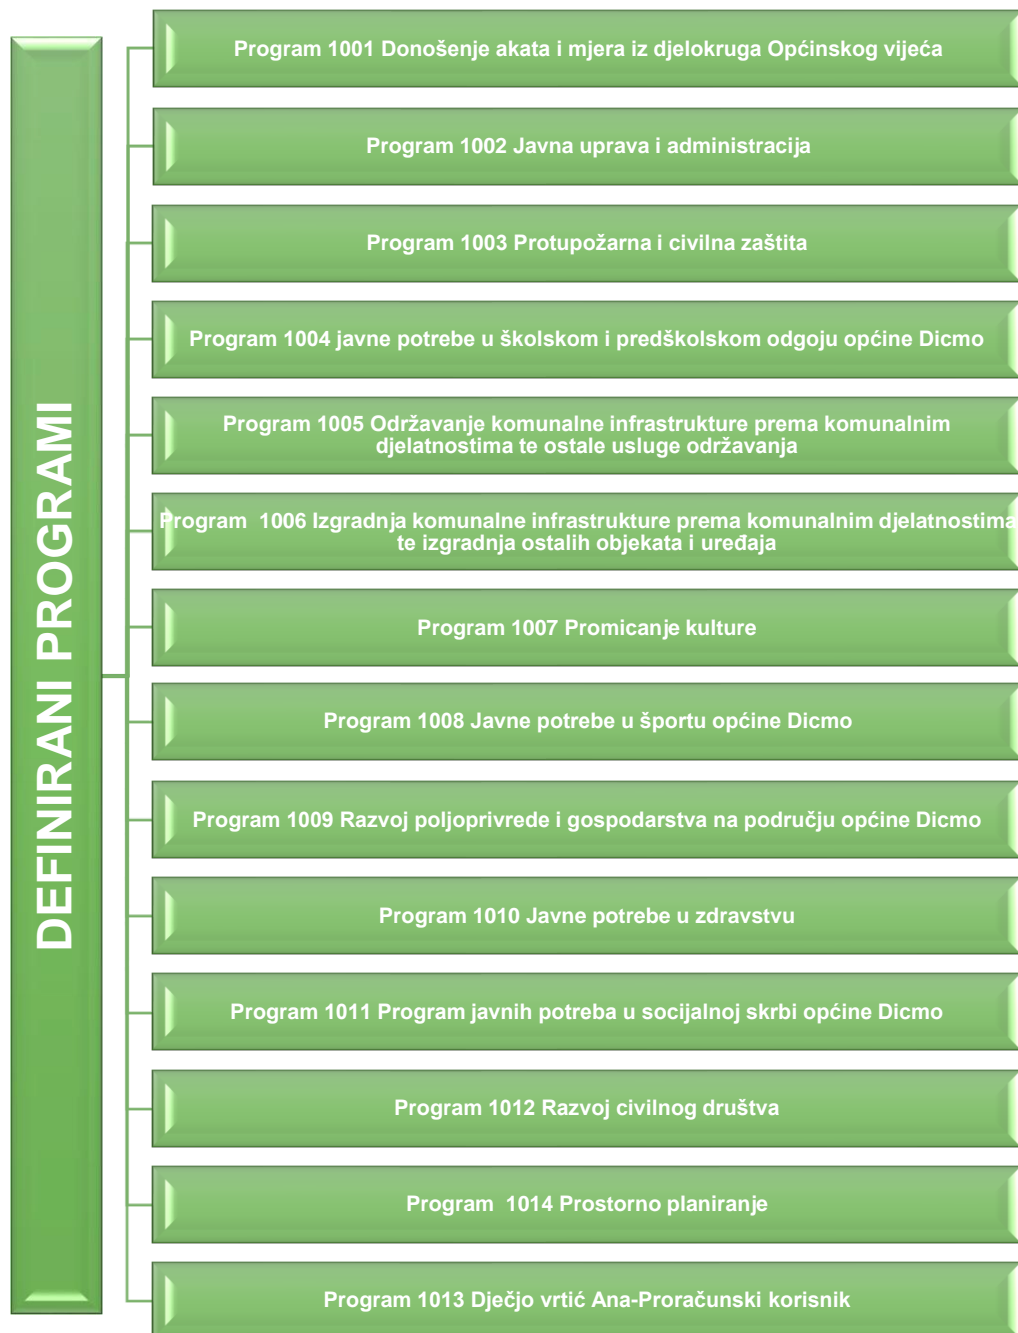 DEFINIRANI PROGRAMI
Program 1001 Donošenje akata i mjera iz djelokruga Općinskog vijeća
Program 1002 Javna uprava i administracija
Program 1003 Protupožarna i civilna zaštita
Program 1004 javne potrebe u školskom i predškolskom odgoju općine Dicmo
Program 1005 Održavanje komunalne infrastrukture prema komunalnim
djelatnostima te ostale usluge održavanja
Program 1006 Izgradnja komunalne infrastrukture prema komunalnim djelatnostima
te izgradnja ostalih objekata i uređaja
Program 1007 Promicanje kulture
Program 1008 Javne potrebe u športu općine Dicmo
Program 1009 Razvoj poljoprivrede i gospodarstva na području općine Dicmo
Program 1010 Javne potrebe u zdravstvu
Program 1011 Program javnih potreba u socijalnoj skrbi općine Dicmo
Program 1012 Razvoj civilnog društva
Program 1014 Prostorno planiranje
Program 1013 Dječjo vrtić Ana-Proračunski korisnik